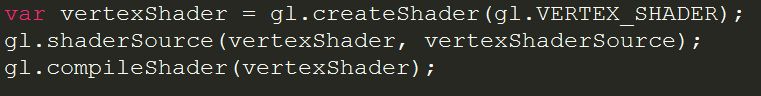 var vertexShader = gl.createShader(gl.VERTEX_SHADER);
gl.shaderSource(vertexShader, vertexShaderSource);
gl.compileShader(vertexShader);